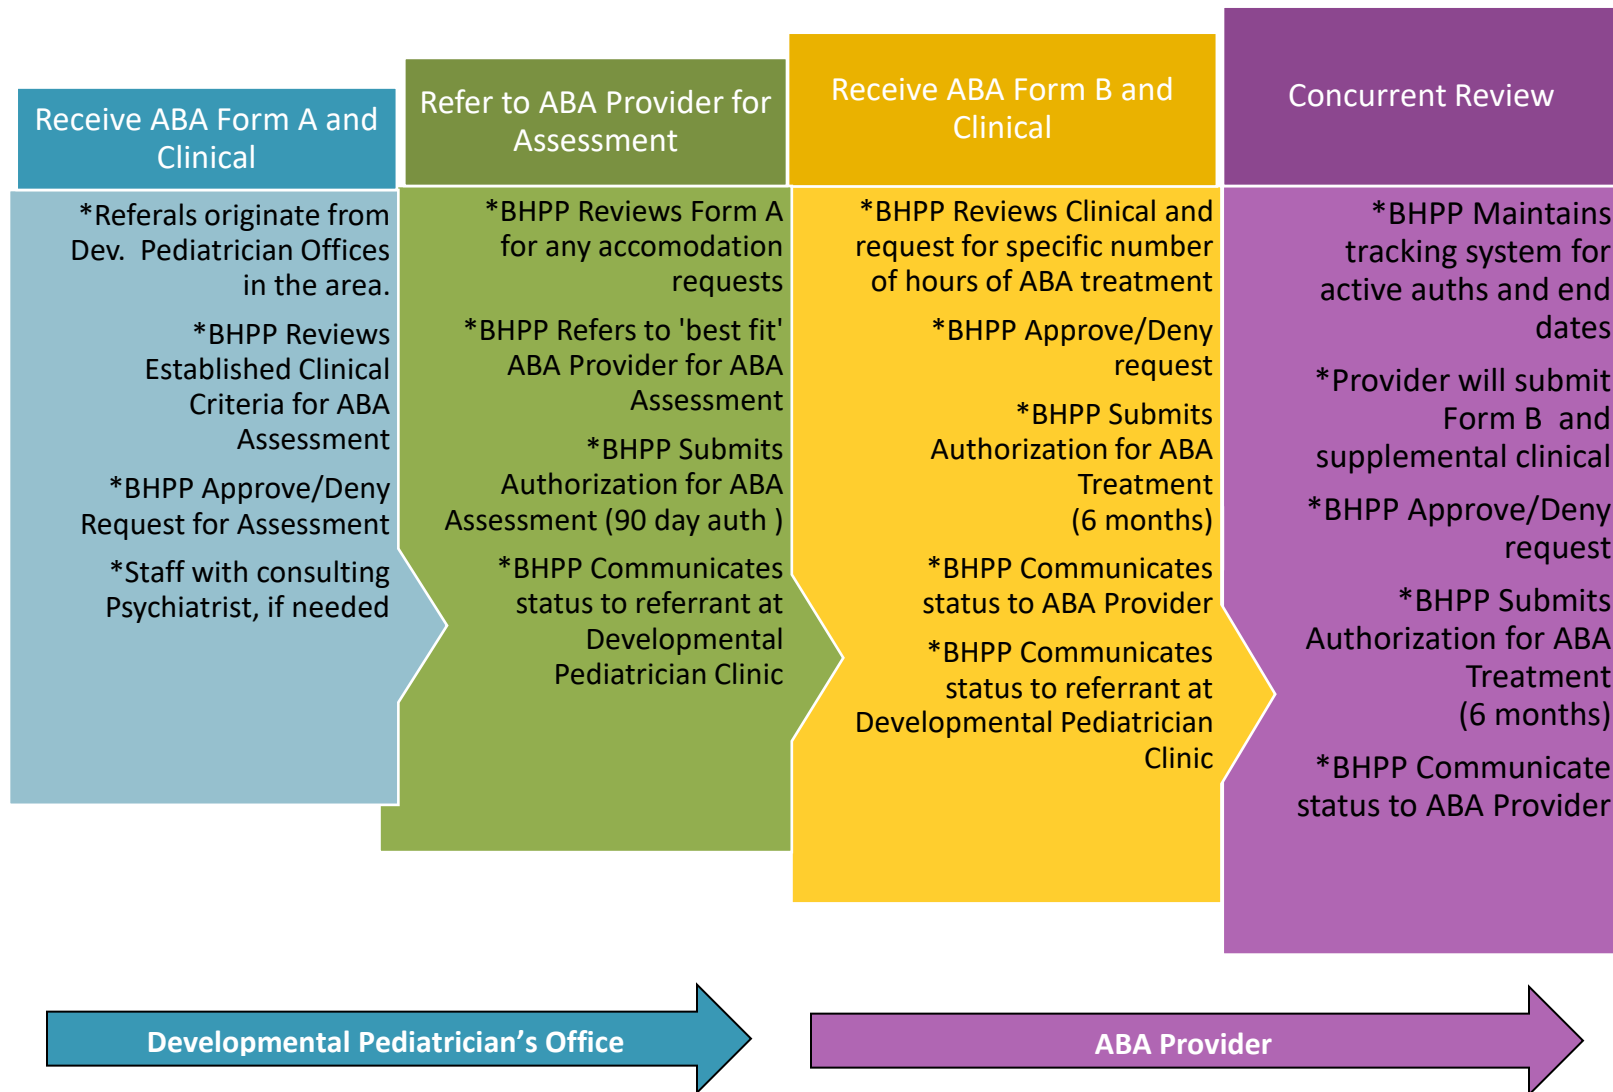 Receive ABA Form A and
Clinical
*Referals originate from
Dev.  Pediatrician Offices
in the area.
*BHPP Reviews
Established Clinical
Criteria for ABA
Assessment
*BHPP Approve/Deny
Request for Assessment
*Staff with consulting
Psychiatrist, if needed
Refer to ABA Provider for
Assessment
*BHPP Reviews Form A
for any accomodation
requests
*BHPP Refers to 'best fit'
ABA Provider for ABA
Assessment
*BHPP Submits
Authorization for ABA
Assessment (90 day auth )
*BHPP Communicates
status to referrant at
Developmental
Pediatrician Clinic
Receive ABA Form B and
Clinical
*BHPP Reviews Clinical and
request for specific number
of hours of ABA treatment
*BHPP Approve/Deny
request
*BHPP Submits
Authorization for ABA
Treatment
(6 months)
*BHPP Communicates
status to ABA Provider
*BHPP Communicates
status to referrant at
Developmental Pediatrician
Clinic
Concurrent Review
*BHPP Maintains
tracking system for
active auths and end
dates
*Provider will submit
Form B  and
supplemental clinical
*BHPP Approve/Deny
request
*BHPP Submits
Authorization for ABA
Treatment
(6 months)
*BHPP Communicate
status to ABA Provider
Developmental Pediatrician’s Office
ABA Provider